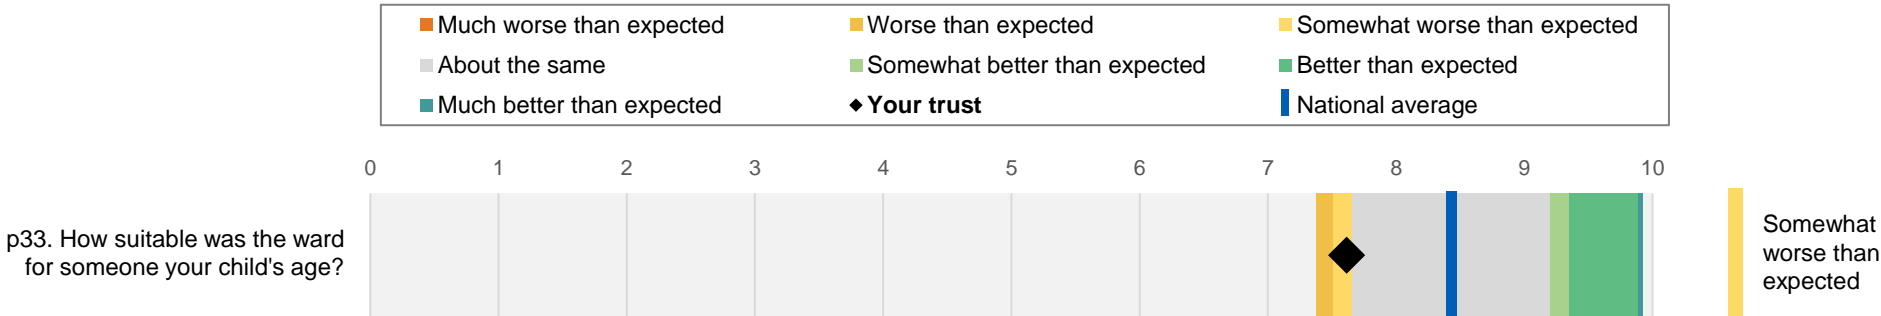 Much worse than expected
Worse than expected
Somewhat worse than expected
About the same
Somewhat better than expected
Better than expected
Much better than expected
Your trust
National average
0 1 2 3 4 5 6 7 8 9 10
p33. How suitable was the ward
for someone your child's age?
Somewhat
worse than
expected